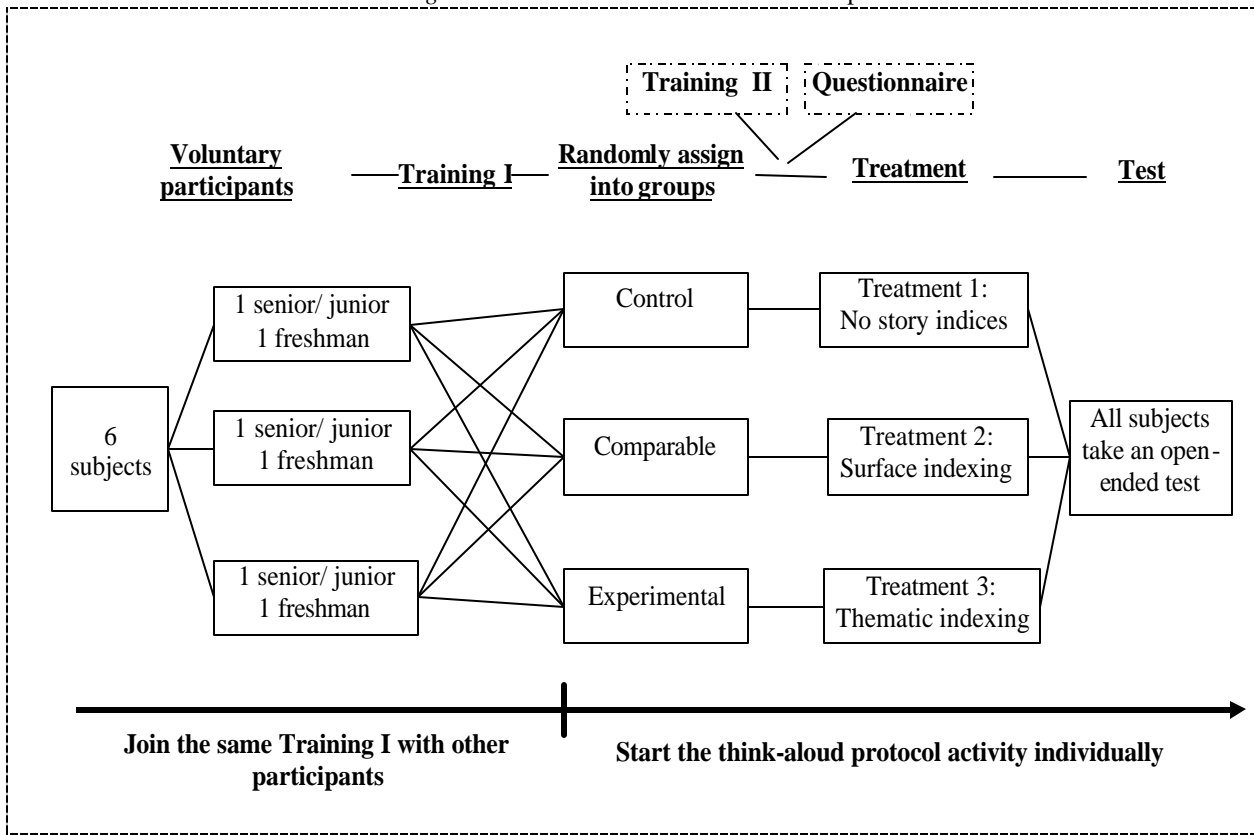 Training II
Questionnaire
Voluntary
participants
Training I
Randomly assign
into groups
Treatment
Test
6
subjects
1 senior/ junior
1 freshman
1 senior/ junior
1 freshman
1 senior/ junior
1 freshman
Control
Comparable
Experimental
Treatment 1:
No story indices
Treatment 2:
Surface indexing
Treatment 3:
Thematic indexing
All subjects
take an open-
ended test
Join the same Training I with other
participants
Start the think-aloud protocol activity individually